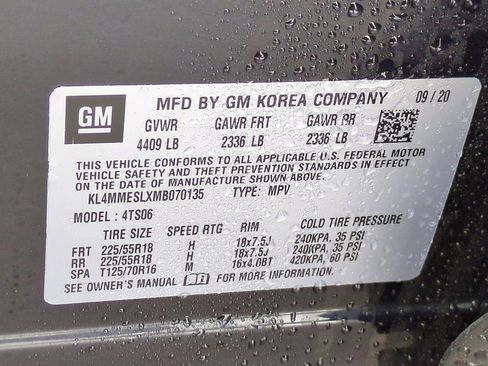 GM MFD BY GM KOREA COMPANY 09/20
GVWR GAWR FRT GAWR RR
4409 LB 2336 LB 2336 LB
THIS VEHICLE CONFORMS TO ALL APPLICABLE U.S. FEDERAL MOTOR
VEHICLE SAFETY AND THEFT PREVENTION STANDARDS IN EFFECT
ON THE DATE OF MANUFACTURE SHOWN ABOVE.
KL4MMESLXMB070135 TYPE: MPV
MODEL: 4TS06
TIRE SIZE SPEED RTG RIM COLD TIRE PRESSURE
FRT 225/55R18 H 18x7.5J 240KPA, 35 PSI
RR 225/55R18 H 18x7.5J 240KPA, 35 PSI
SPA T125/70R16 M 16x4.0BT 420KPA, 60 PSI
SEE OWNER'S MANUAL FOR MORE INFORMATION.